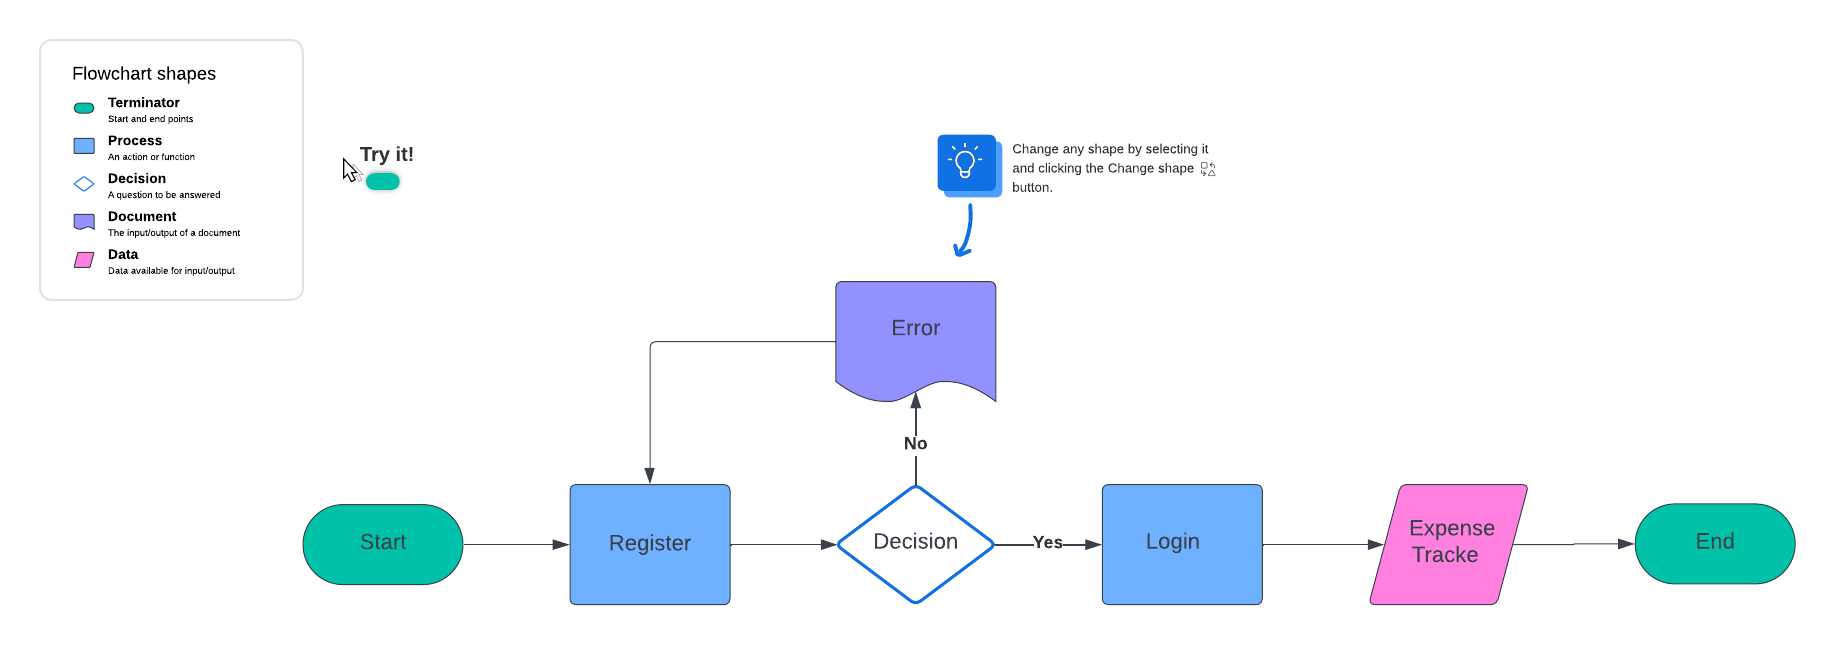 Flowchart shapes
Terminator
Start and end points
Process
An action or function
Decision
A question to be answered
Document
The input/output of a document
Data
Data available for input/output
Try it!
Change any shape by selecting it
and clicking the Change shape
button.
Error
No
Start
Register
Decision
Yes
Login
Expense
Tracke
End